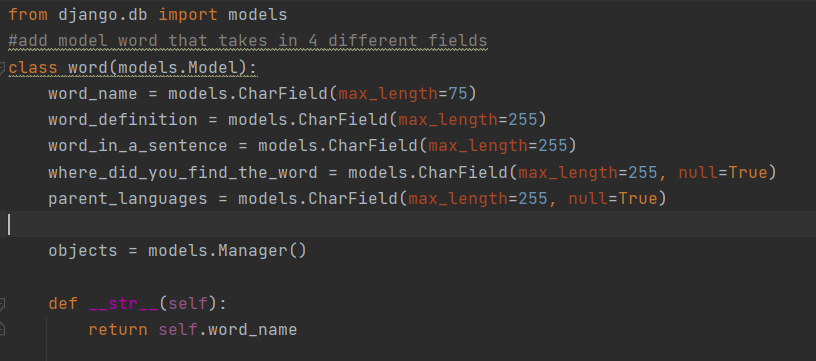 from django.db import models
#add model word that takes in 4 different fields
class word(models.Model):
    word_name = models.CharField(max_length=75)
    word_definition = models.CharField(max_length=255)
    word_in_a_sentence = models.CharField(max_length=255)
    where_did_you_find_the_word = models.CharField(max_length=255, null=True)
    parent_languages = models.CharField(max_length=255, null=True)
    objects = models.Manager()
    def __str__(self):
        return self.word_name